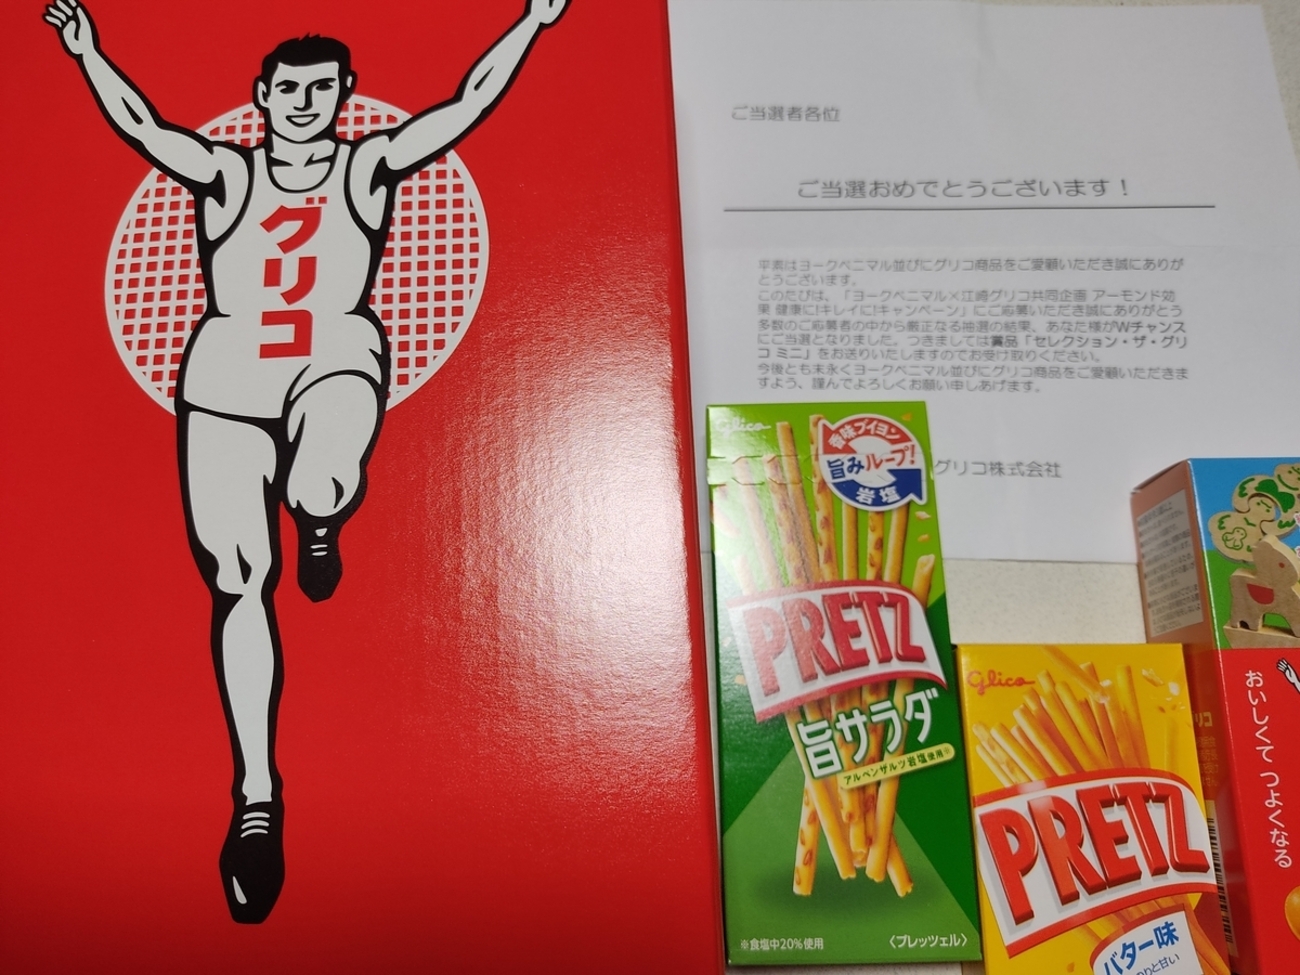 グリコ
ご当選者各位
ご当選おめでとうございます！
平素はヨークベニマル並びにグリコ商品をご愛顧いただき誠にありが
とうございます。
このたびは、「ヨークベニマル×江崎グリコ共同企画 アーモンド効
果 健康に!キレイに!キャンペーン」にご応募いただき誠にありがとう
多数のご応募者の中から厳正なる抽選の結果、あなた様がWチャンス
にご当選となりました。つきましては賞品「セレクション・ザ・グリ
コ ミニ」をお送りいたしますのでお受け取りください。
今後とも末永くヨークベニマル並びにグリコ商品をご愛顧いただきま
すよう、謹んでよろしくお願い申しあげます。
グリコ株式会社
Glico
香味ブイヨン
旨みループ!
岩塩
PRETZ
旨サラダ
アルペンザルツ岩塩使用※
※食塩中20%使用
〈プレッツェル〉
Glico
PRETZ
バター味
おいしくて つよくなる